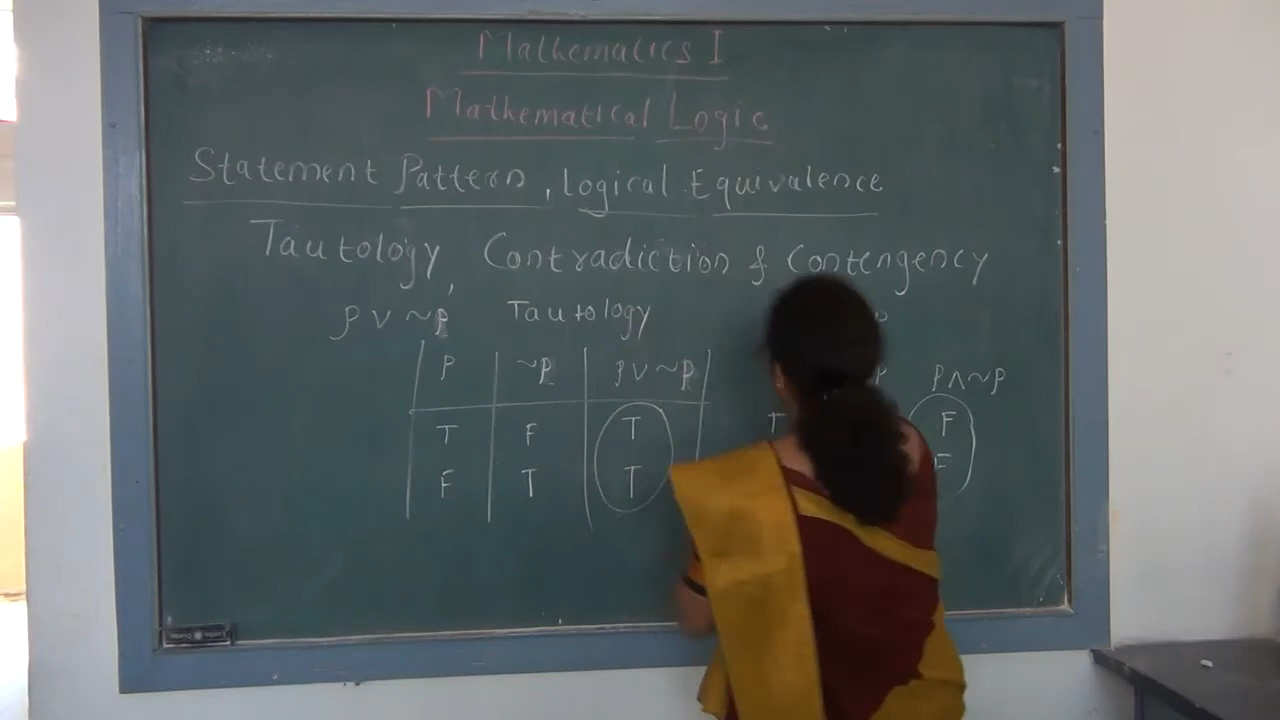 Mathematics I
Mathematical Logic
Statement Pattern, Logical Equivalence
Tautology, Contradiction & Contengency
p ∨ ~p Tautology
p ~p p ∨ ~p p p ∧ ~p
T F T T F
F T T F